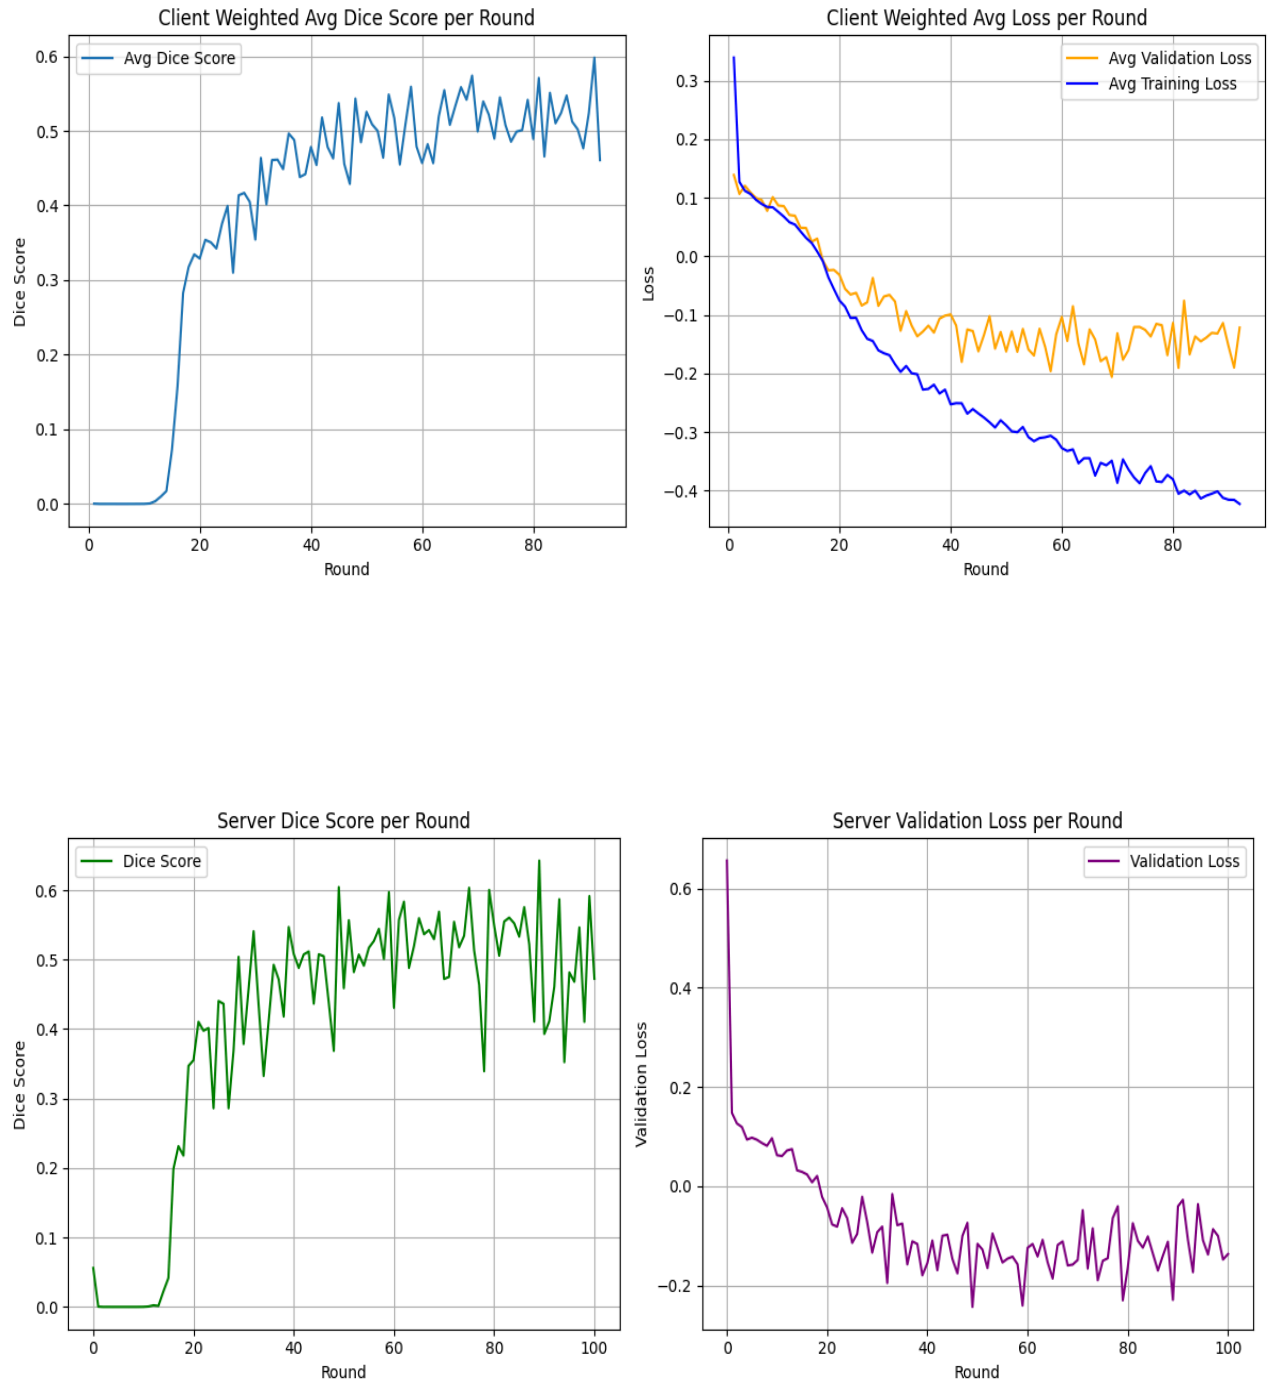 Client Weighted Avg Dice Score per Round
Avg Dice Score
Dice Score
0.6
0.5
0.4
0.3
0.2
0.1
0.0
0 20 40 60 80
Round
Client Weighted Avg Loss per Round
Avg Validation Loss
Avg Training Loss
Loss
0.3
0.2
0.1
0.0
−0.1
−0.2
−0.3
−0.4
0 20 40 60 80
Round
Server Dice Score per Round
Dice Score
Dice Score
0.6
0.5
0.4
0.3
0.2
0.1
0.0
0 20 40 60 80 100
Round
Server Validation Loss per Round
Validation Loss
Validation Loss
0.6
0.4
0.2
0.0
−0.2
0 20 40 60 80 100
Round